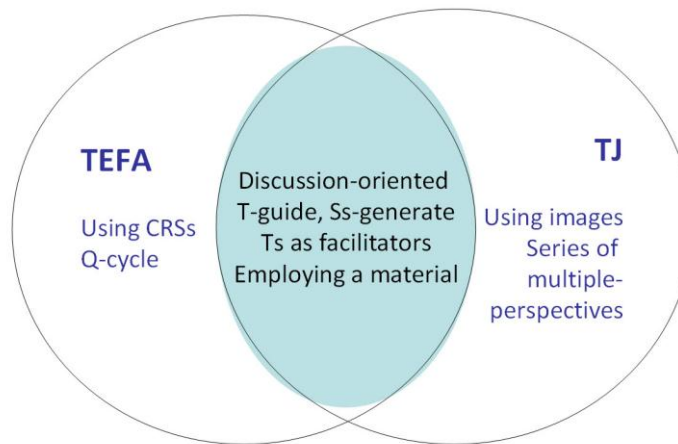 TEFA
Using CRSs
Q-cycle
Discussion-oriented
T-guide, Ss-generate
Ts as facilitators
Employing a material
TJ
Using images
Series of
multiple-
perspectives